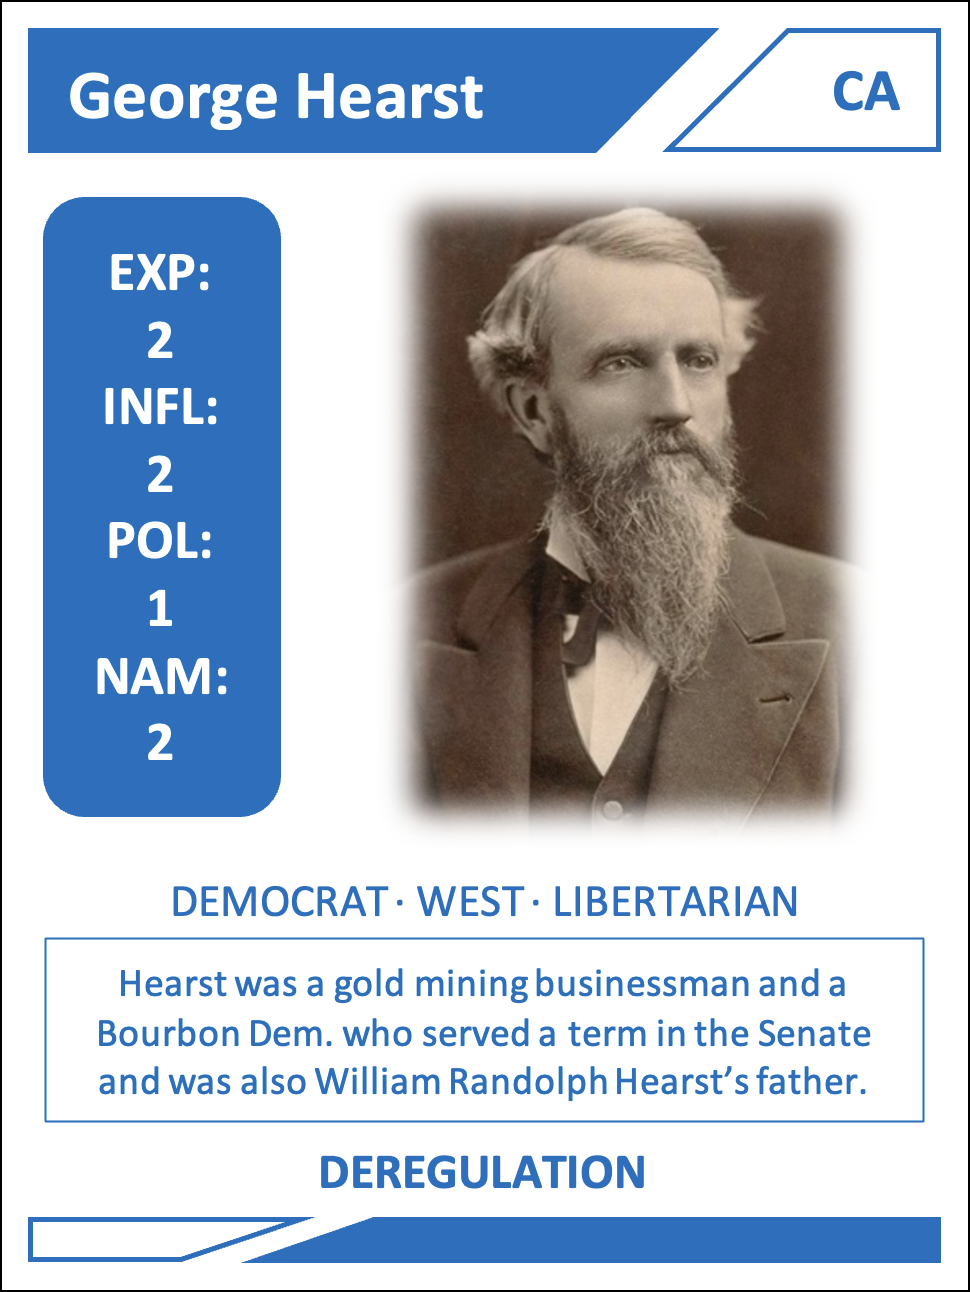 George Hearst
CA
EXP:
2
INFL:
2
POL:
1
NAM:
2
DEMOCRAT · WEST · LIBERTARIAN
Hearst was a gold mining businessman and a
Bourbon Dem. who served a term in the Senate
and was also William Randolph Hearst’s father.
DEREGULATION